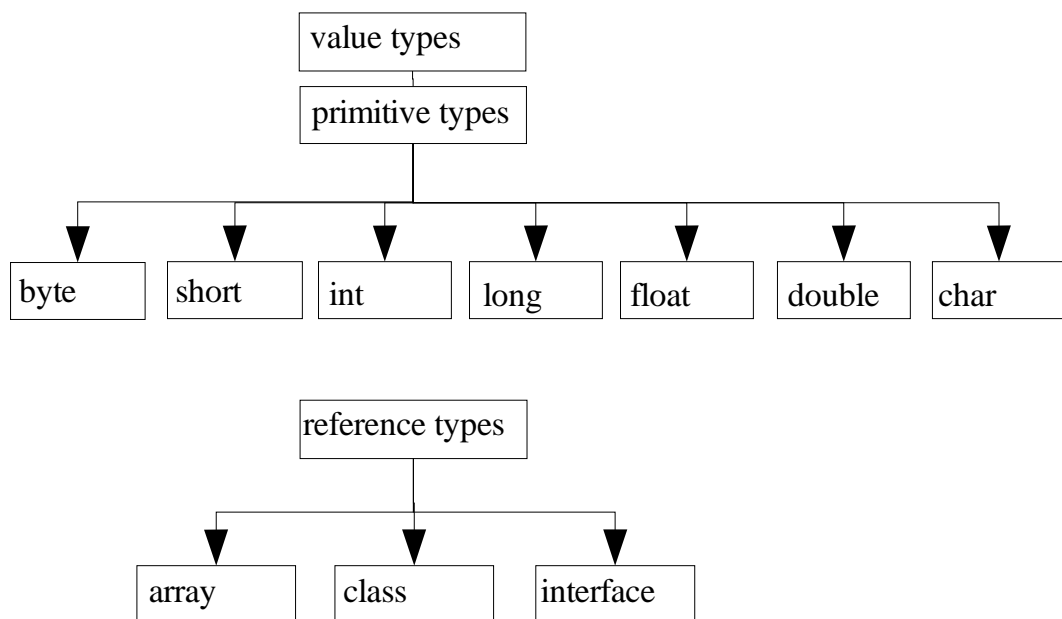 value types
primitive types
byte short int long float double char
reference types
array class interface